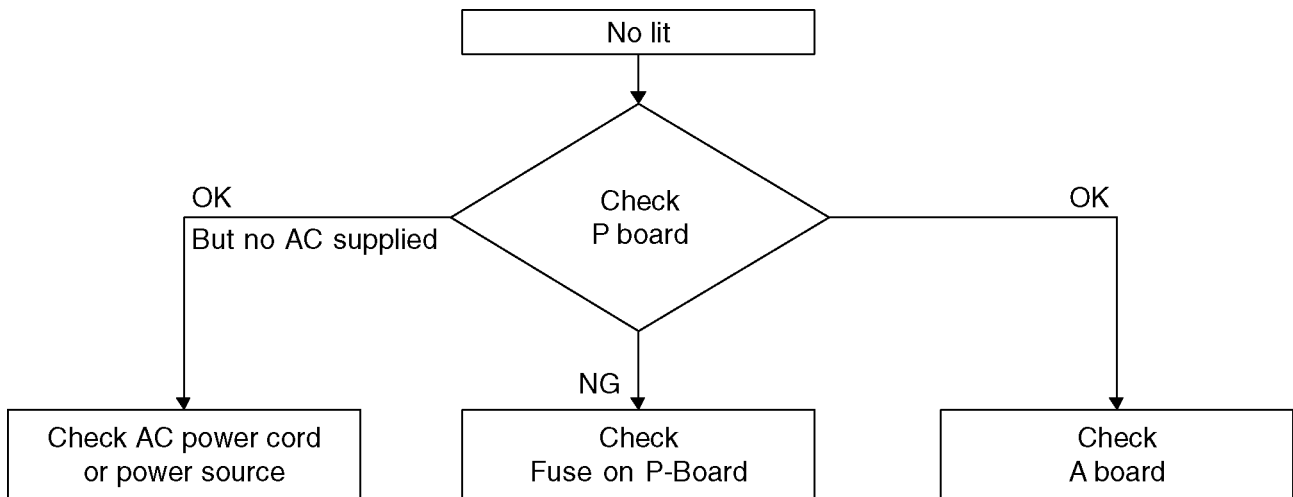 No lit
Check
P board
OK
But no AC supplied
OK
NG
Check AC power cord
or power source
Check
Fuse on P-Board
Check
A board